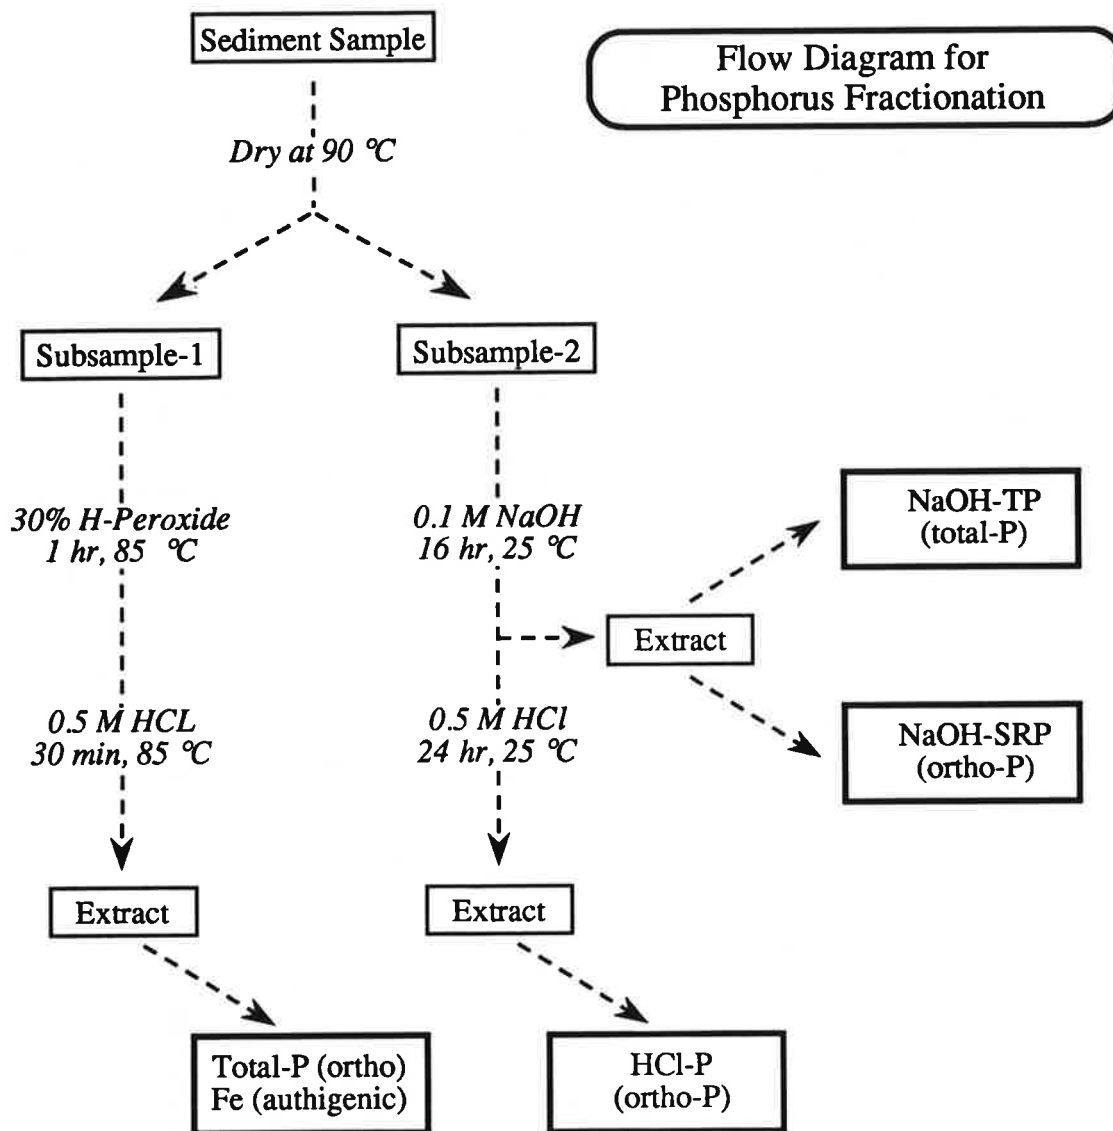 Sediment Sample
Flow Diagram for
Phosphorus Fractionation
Dry at 90 °C
Subsample-1
Subsample-2
30% H-Peroxide
1 hr, 85 °C
0.1 M NaOH
16 hr, 25 °C
NaOH-TP
(total-P)
Extract
0.5 M HCL
30 min, 85 °C
0.5 M HCl
24 hr, 25 °C
NaOH-SRP
(ortho-P)
Extract
Extract
Total-P (ortho)
Fe (authigenic)
HCl-P
(ortho-P)